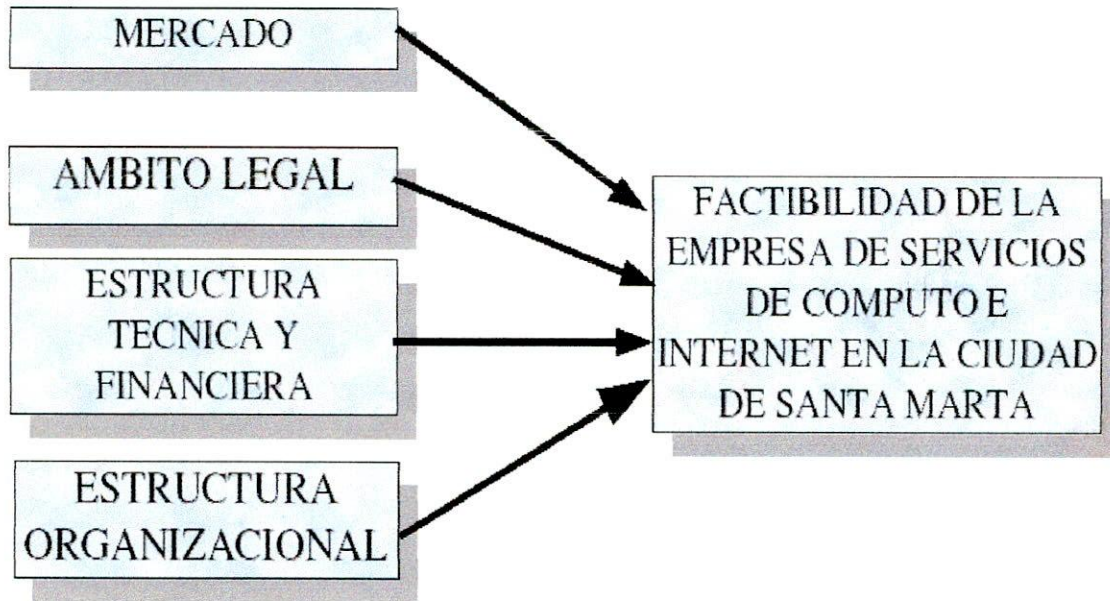 MERCADO
AMBITO LEGAL
ESTRUCTURA
TECNICA Y
FINANCIERA
ESTRUCTURA
ORGANIZACIONAL
FACTIBILIDAD DE LA
EMPRESA DE SERVICIOS
DE COMPUTO E
INTERNET EN LA CIUDAD
DE SANTA MARTA